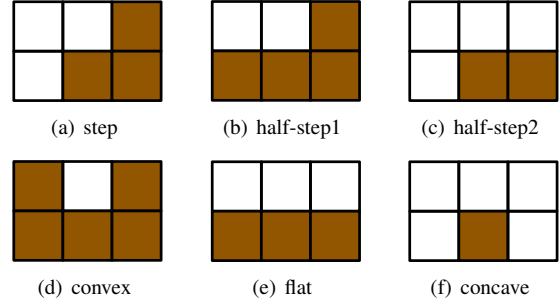 (a) step
(b) half-step1
(c) half-step2
(d) convex
(e) flat
(f) concave